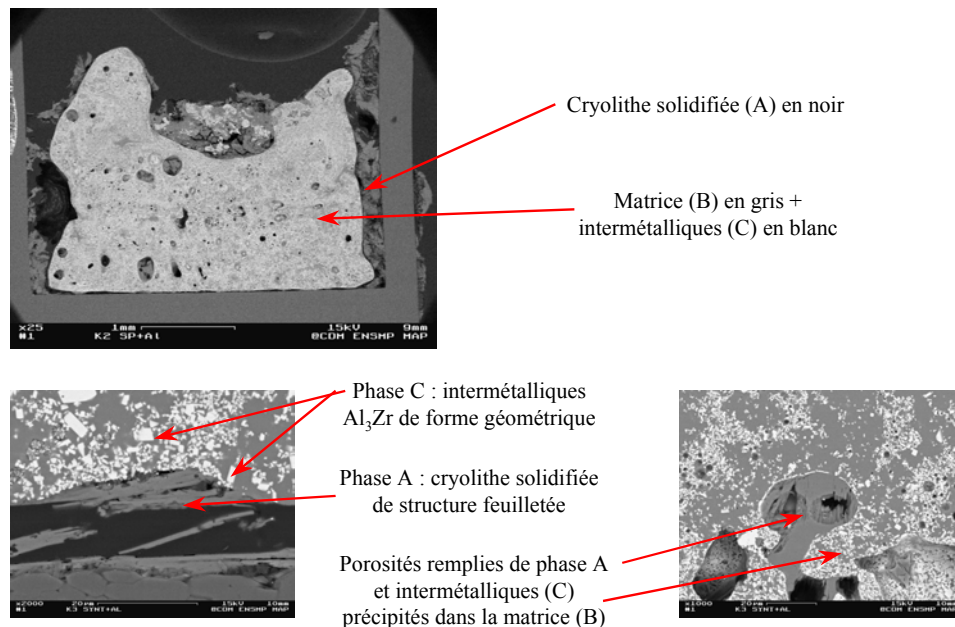 Cryolithe solidifiée (A) en noir
Matrice (B) en gris +
intermétalliques (C) en blanc
x25 1mm 15kV 9mm
#1 K2 SP+Al @CDM ENSMP MAP
Phase C : intermétalliques
Al₃Zr de forme géométrique
Phase A : cryolithe solidifiée
de structure feuilletée
Porosités remplies de phase A
et intermétalliques (C)
précipités dans la matrice (B)
x2000 20µm 15kV 10mm
#1 K3 SYNT+AL @CDM ENSMP MAP
x1000 20µm 15kV 10mm
#1 K3 SYNT+AL @CDM ENSMP MAP